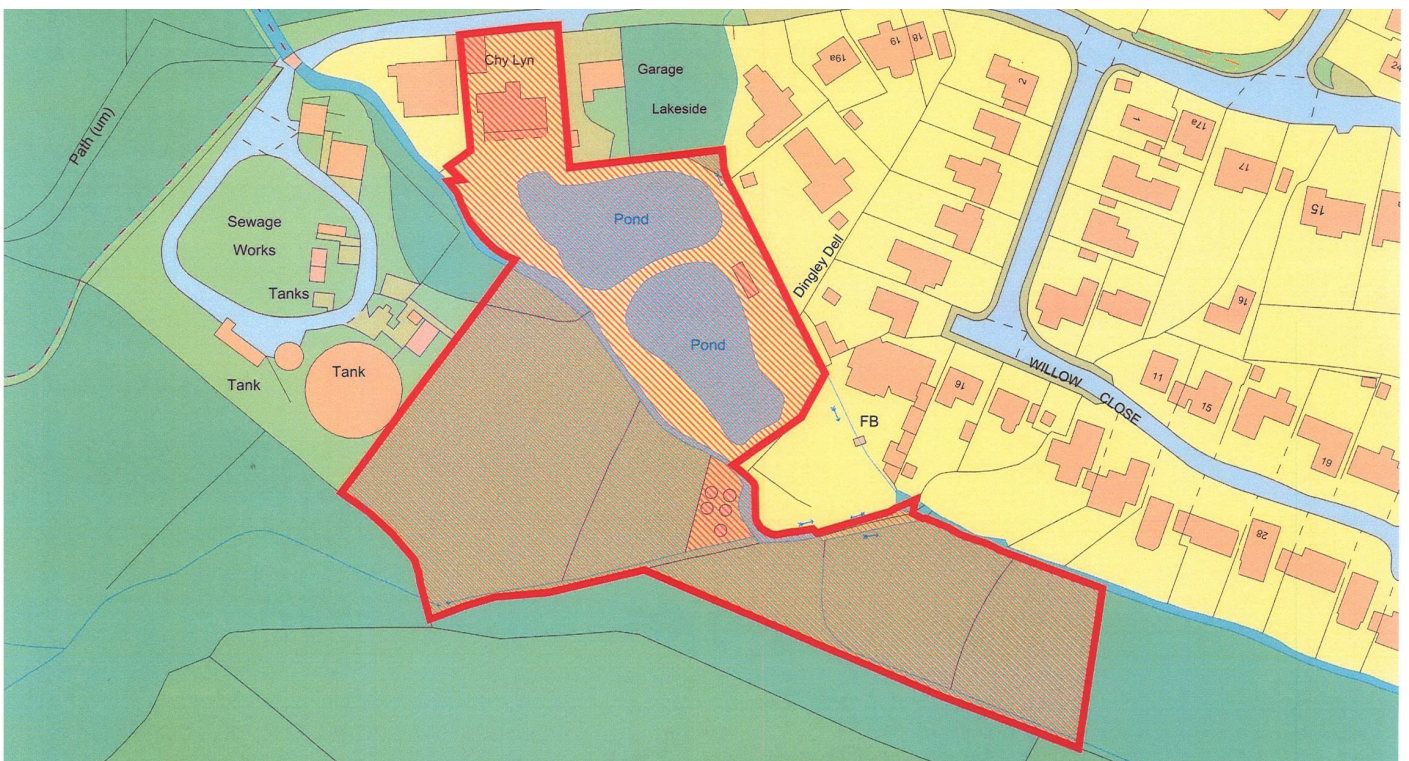 Chy Lyn
Garage
Lakeside
19a
19
18
2
24
Path (um)
1
17a
17
15
Sewage
Works
Pond
Dingley Dell
Tanks
16
Pond
Tank
Tank
WILLOW
CLOSE
11
15
16
FB
19
28